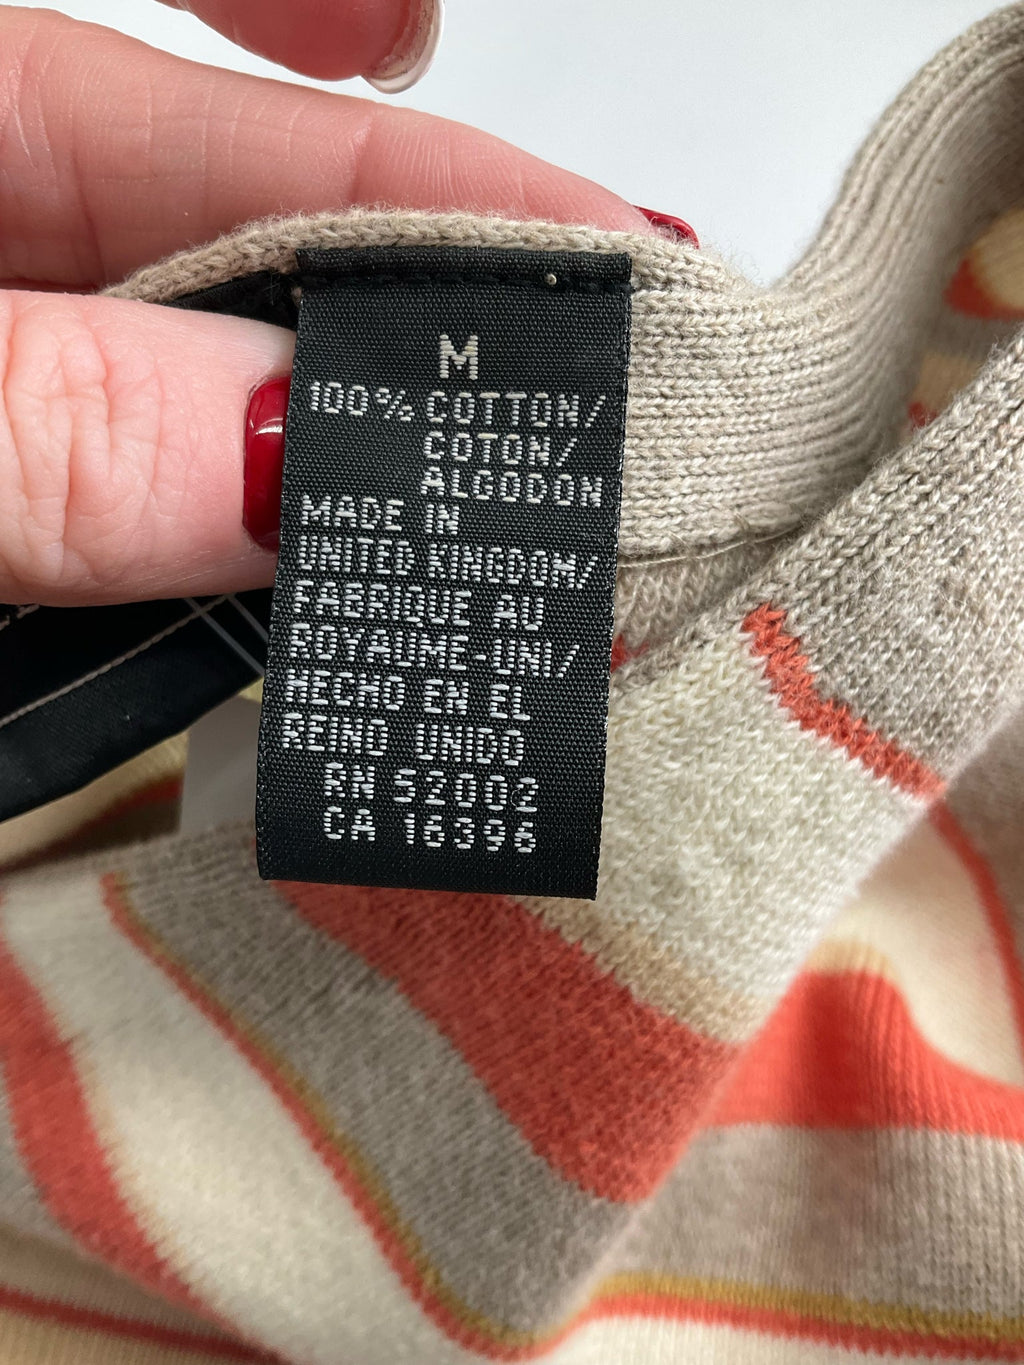 M
100% COTTON/
COTON/
ALGODON
MADE IN
UNITED KINGDOM/
FABRIQUE AU
ROYAUME-UNI/
HECHO EN EL
REINO UNIDO
RN 52002
CA 16396